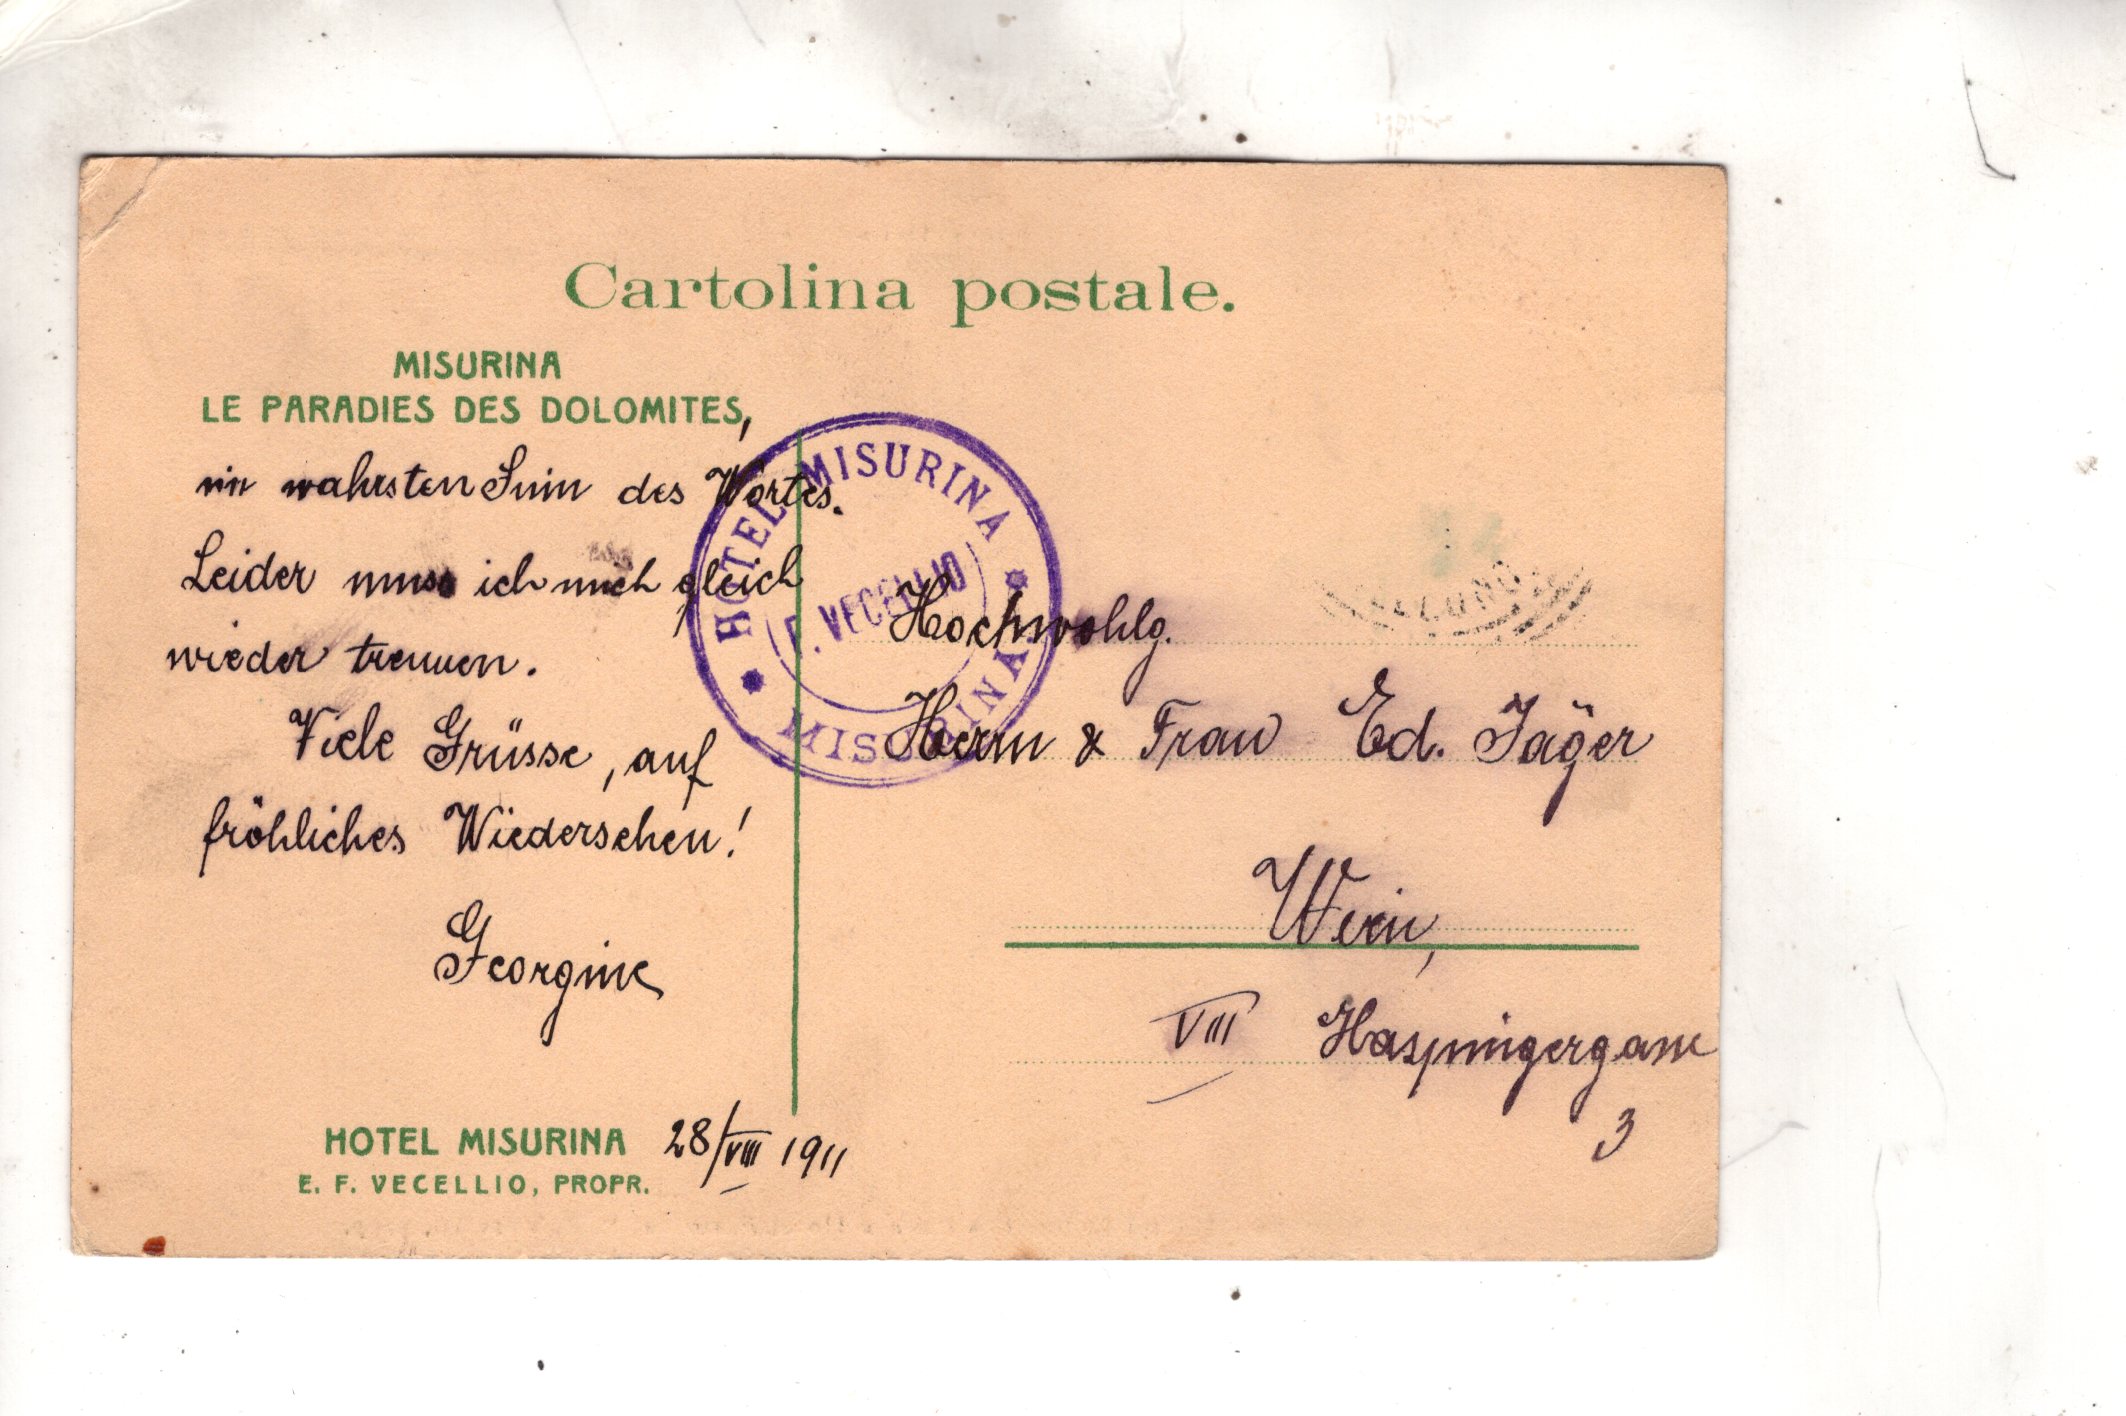 Cartolina postale.
MISURINA
LE PARADIES DES DOLOMITES,
im wahrsten Sinn des Wortes.
Leider muss ich mich gleich
wieder trennen.
Viele Grüsse, auf
fröhliches Wiedersehen!
Georgine
HOTEL MISURINA 28/VIII 1911
E. F. VECELLIO, PROPR.
HOTEL MISURINA
F. VECELLIO
MISURINA
BELLUNO
Hochwohlg.
Herrn & Frau Ed. Jäger
Wien,
VIII Haspingergasse
3